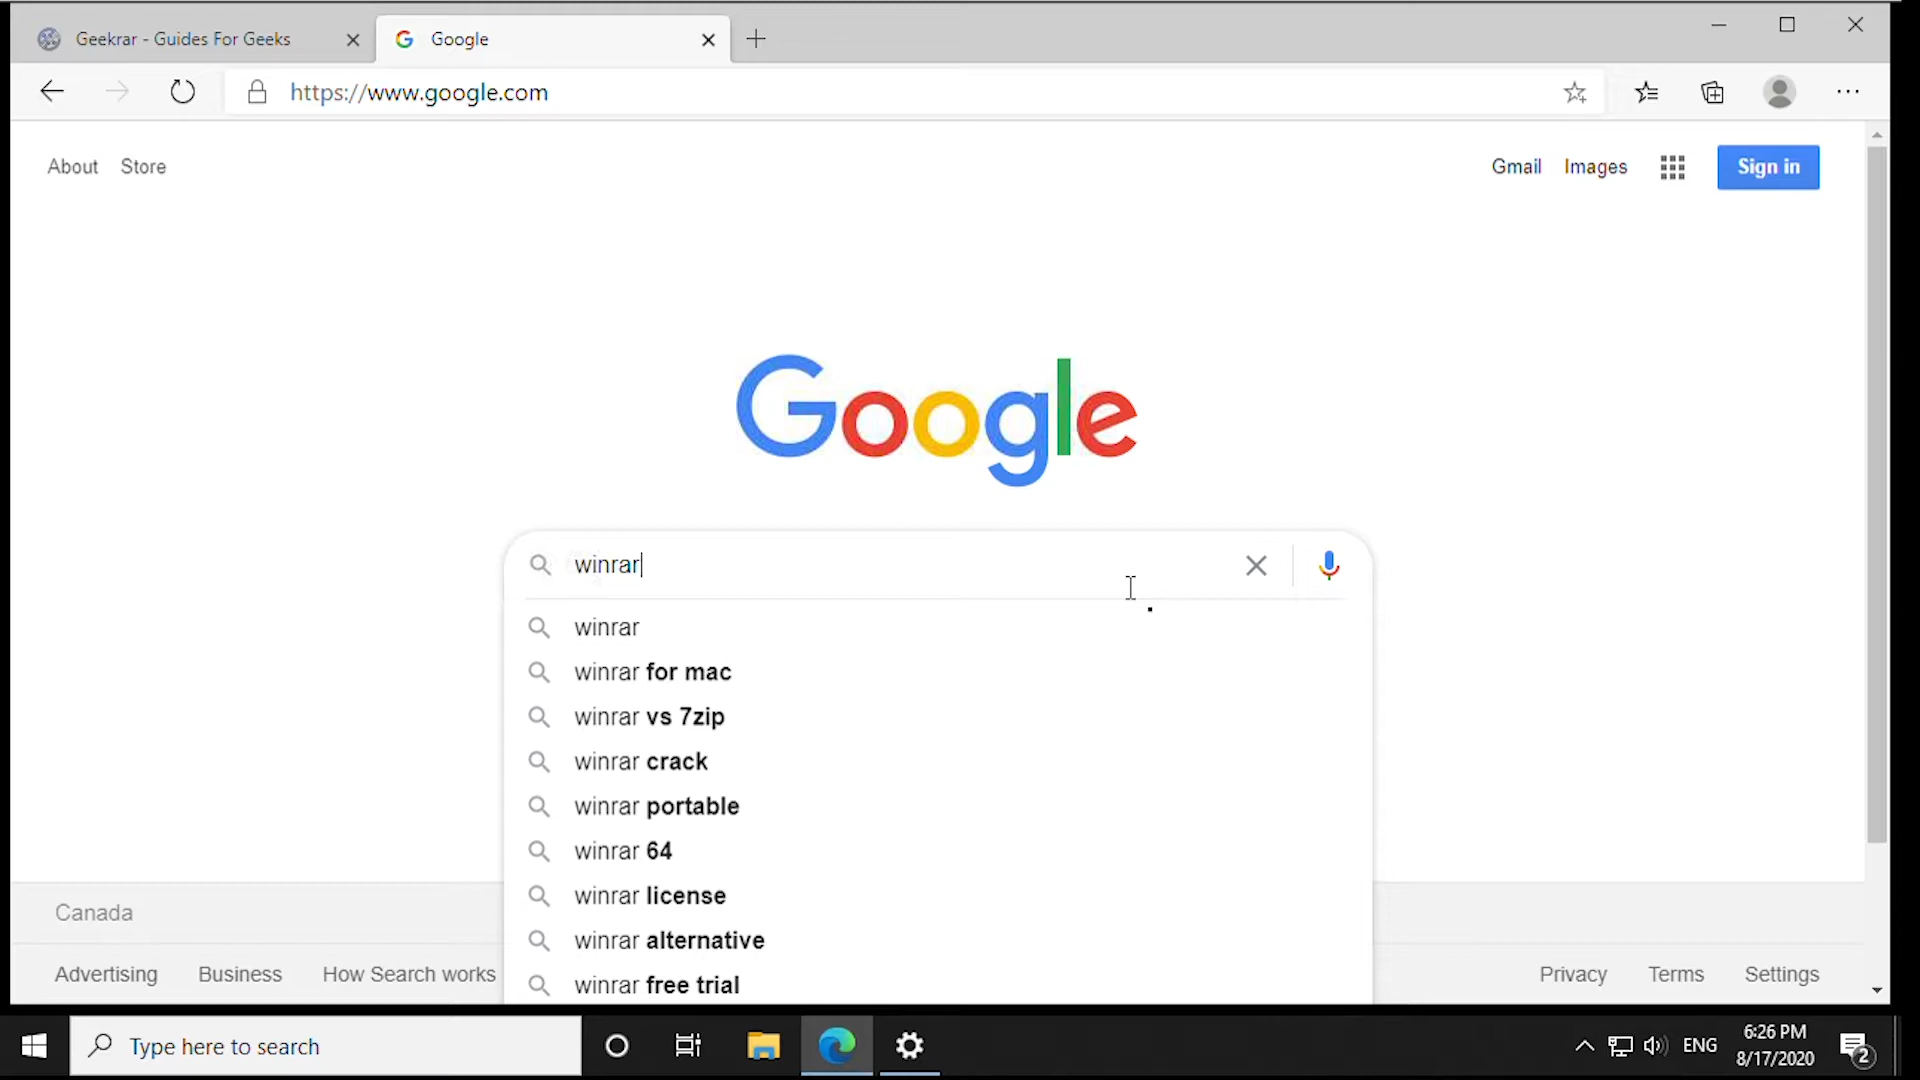 Geekrar - Guides For Geeks
Google
https://www.google.com
About Store
Gmail Images Sign in
Google
winrar
winrar
winrar for mac
winrar vs 7zip
winrar crack
winrar portable
winrar 64
winrar license
winrar alternative
winrar free trial
Canada
Advertising Business How Search works
Privacy Terms Settings
Type here to search
ENG
6:26 PM
8/17/2020
2